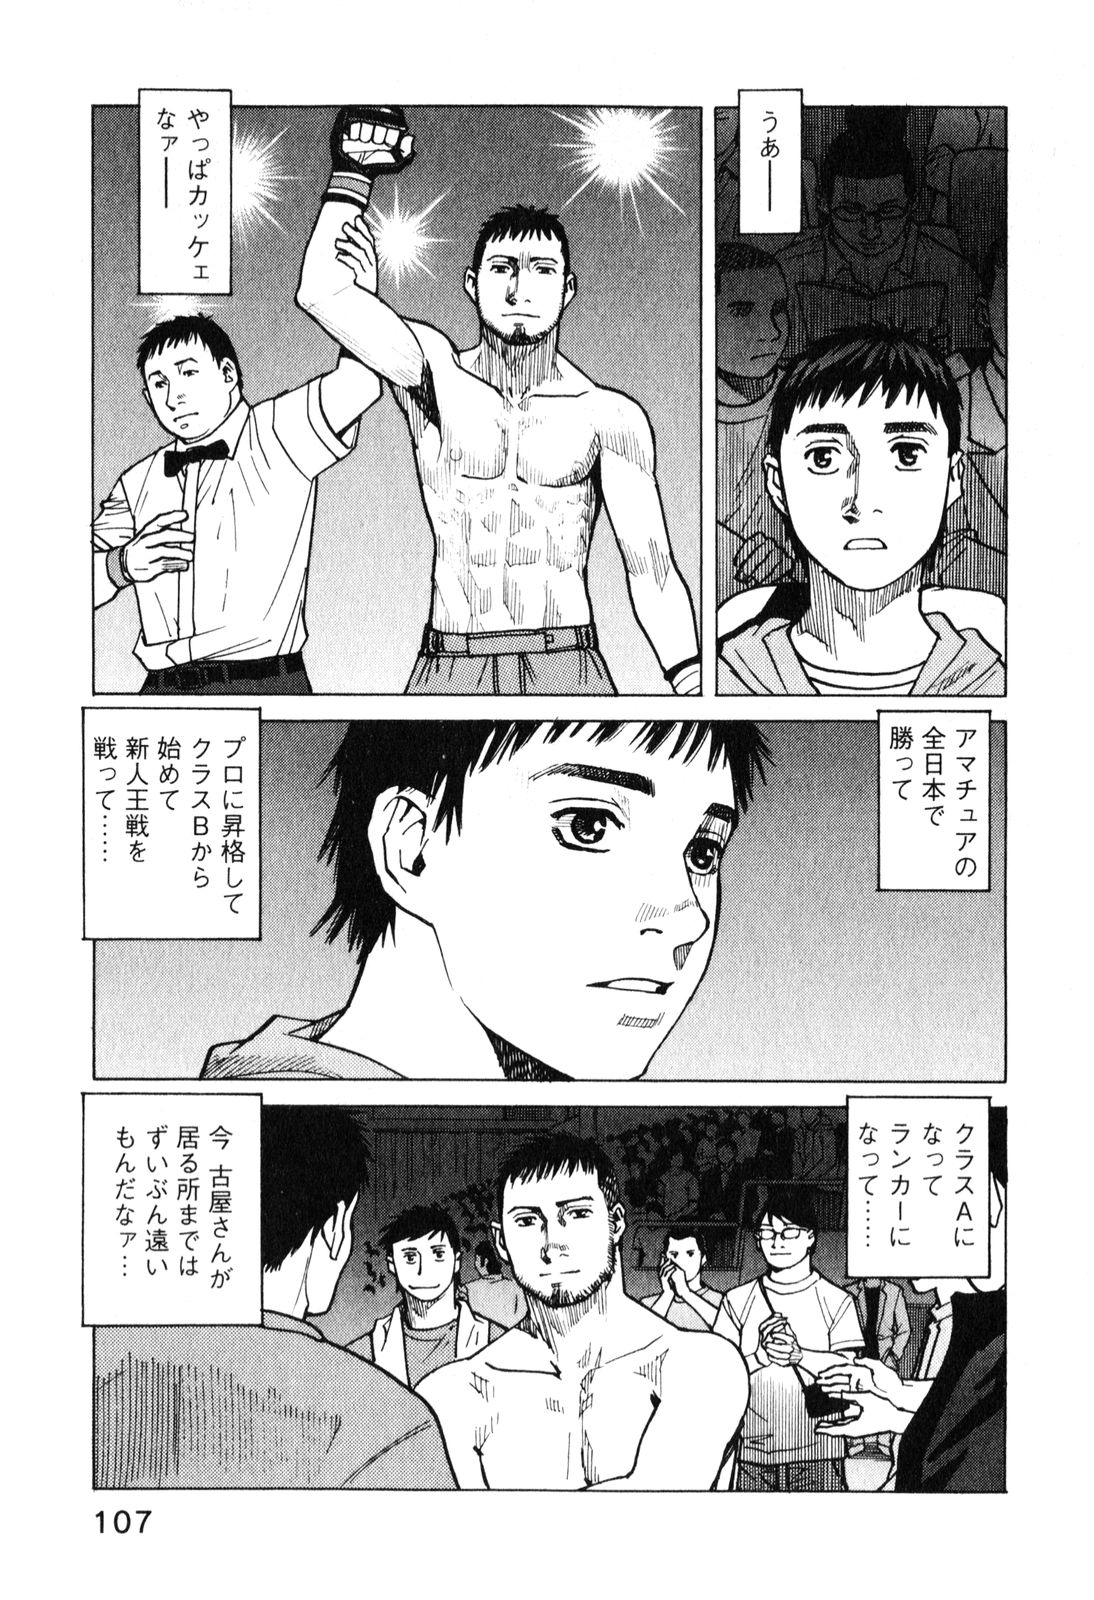 うあ──
やっぱカッケェ
なァ──
アマチュアの
全日本で
勝って
プロに昇格して
クラスBから
始めて
新人王戦を
戦って……
クラスAに
なって
ランカーに
なって……
今 古屋さんが
居る所までは
ずいぶん遠い
もんだなァ…
107